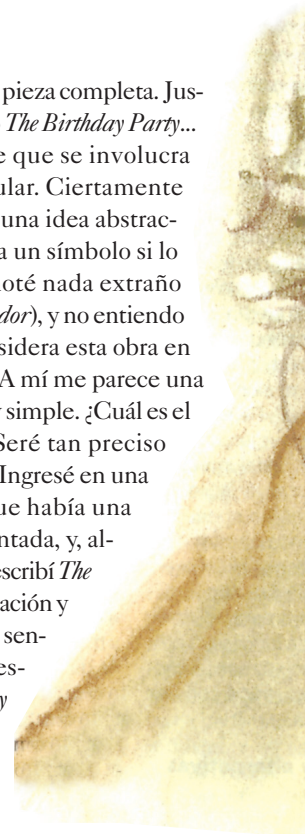 pieza completa. Jus-
The Birthday Party...
e que se involucra
ular. Ciertamente
una idea abstrac-
a un símbolo si lo
oté nada extraño
dor), y no entiendo
sidera esta obra en
A mí me parece una
simple. ¿Cuál es el
Seré tan preciso
Ingresé en una
ue había una
ntada, y, al-
scribí The
ación y
sen-
es-
y